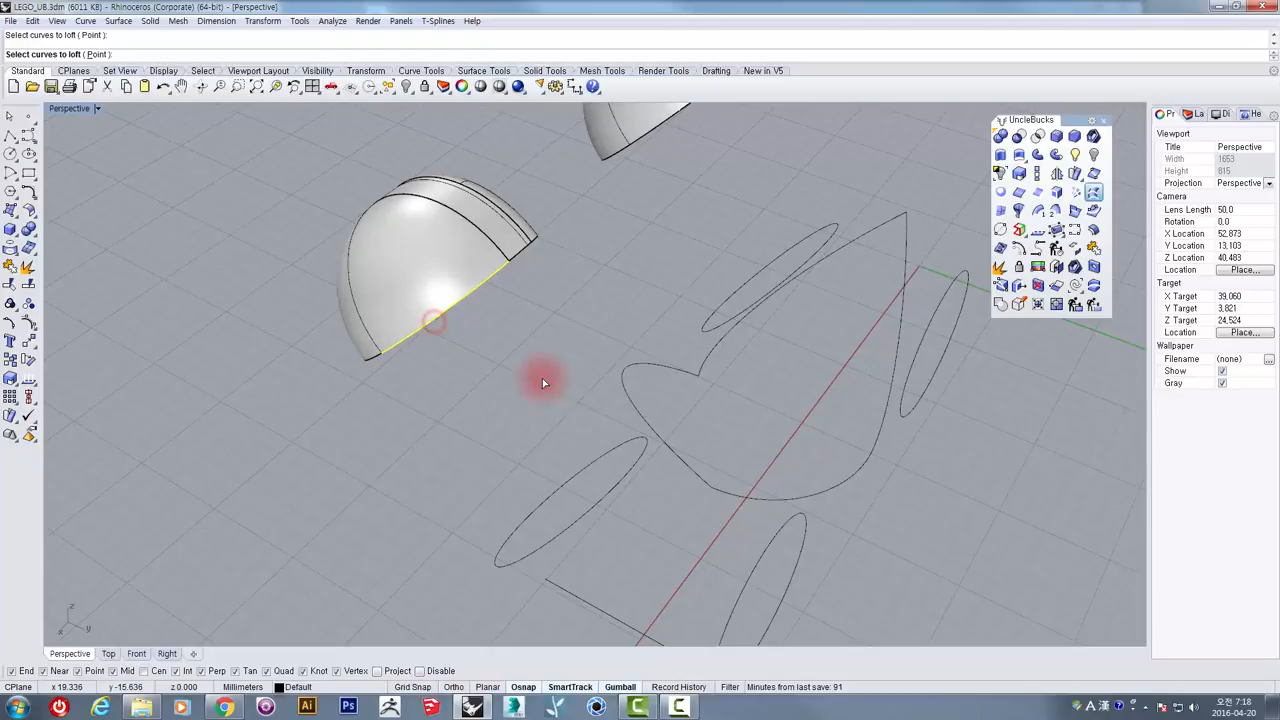 LEGO_UB.3dm (6011 KB) - Rhinoceros (Corporate) (64-bit) - [Perspective]
File Edit View Curve Surface Solid Mesh Dimension Transform Tools Analyze Render Panels T-Splines Help
Select curves to loft ( Point ):
Select curves to loft ( Point ):
Standard CPlanes Set View Display Select Viewport Layout Visibility Transform Curve Tools Surface Tools Solid Tools Mesh Tools Render Tools Drafting New in V5
Perspective
UncleBucks
Pr La Di He
Viewport
Title Perspective
Width 1653
Height 815
Projection Perspective
Camera
Lens Length 50,0
Rotation 0,0
X Location 52,873
Y Location 13,103
Z Location 40,483
Location Place...
Target
X Target 39,060
Y Target 3,821
Z Target 24,524
Location Place...
Wallpaper
Filename (none) ...
Show
Gray
z
x y
Perspective Top Front Right
End Near Point Mid Cen Int Perp Tan Quad Knot Vertex Project Disable
CPlane x 19.336 y -15.636 z 0.000 Millimeters Default Grid Snap Ortho Planar Osnap SmartTrack Gumball Record History Filter Minutes from last save: 91
Ai Ps A 漢 오전 7:18
2016-04-20